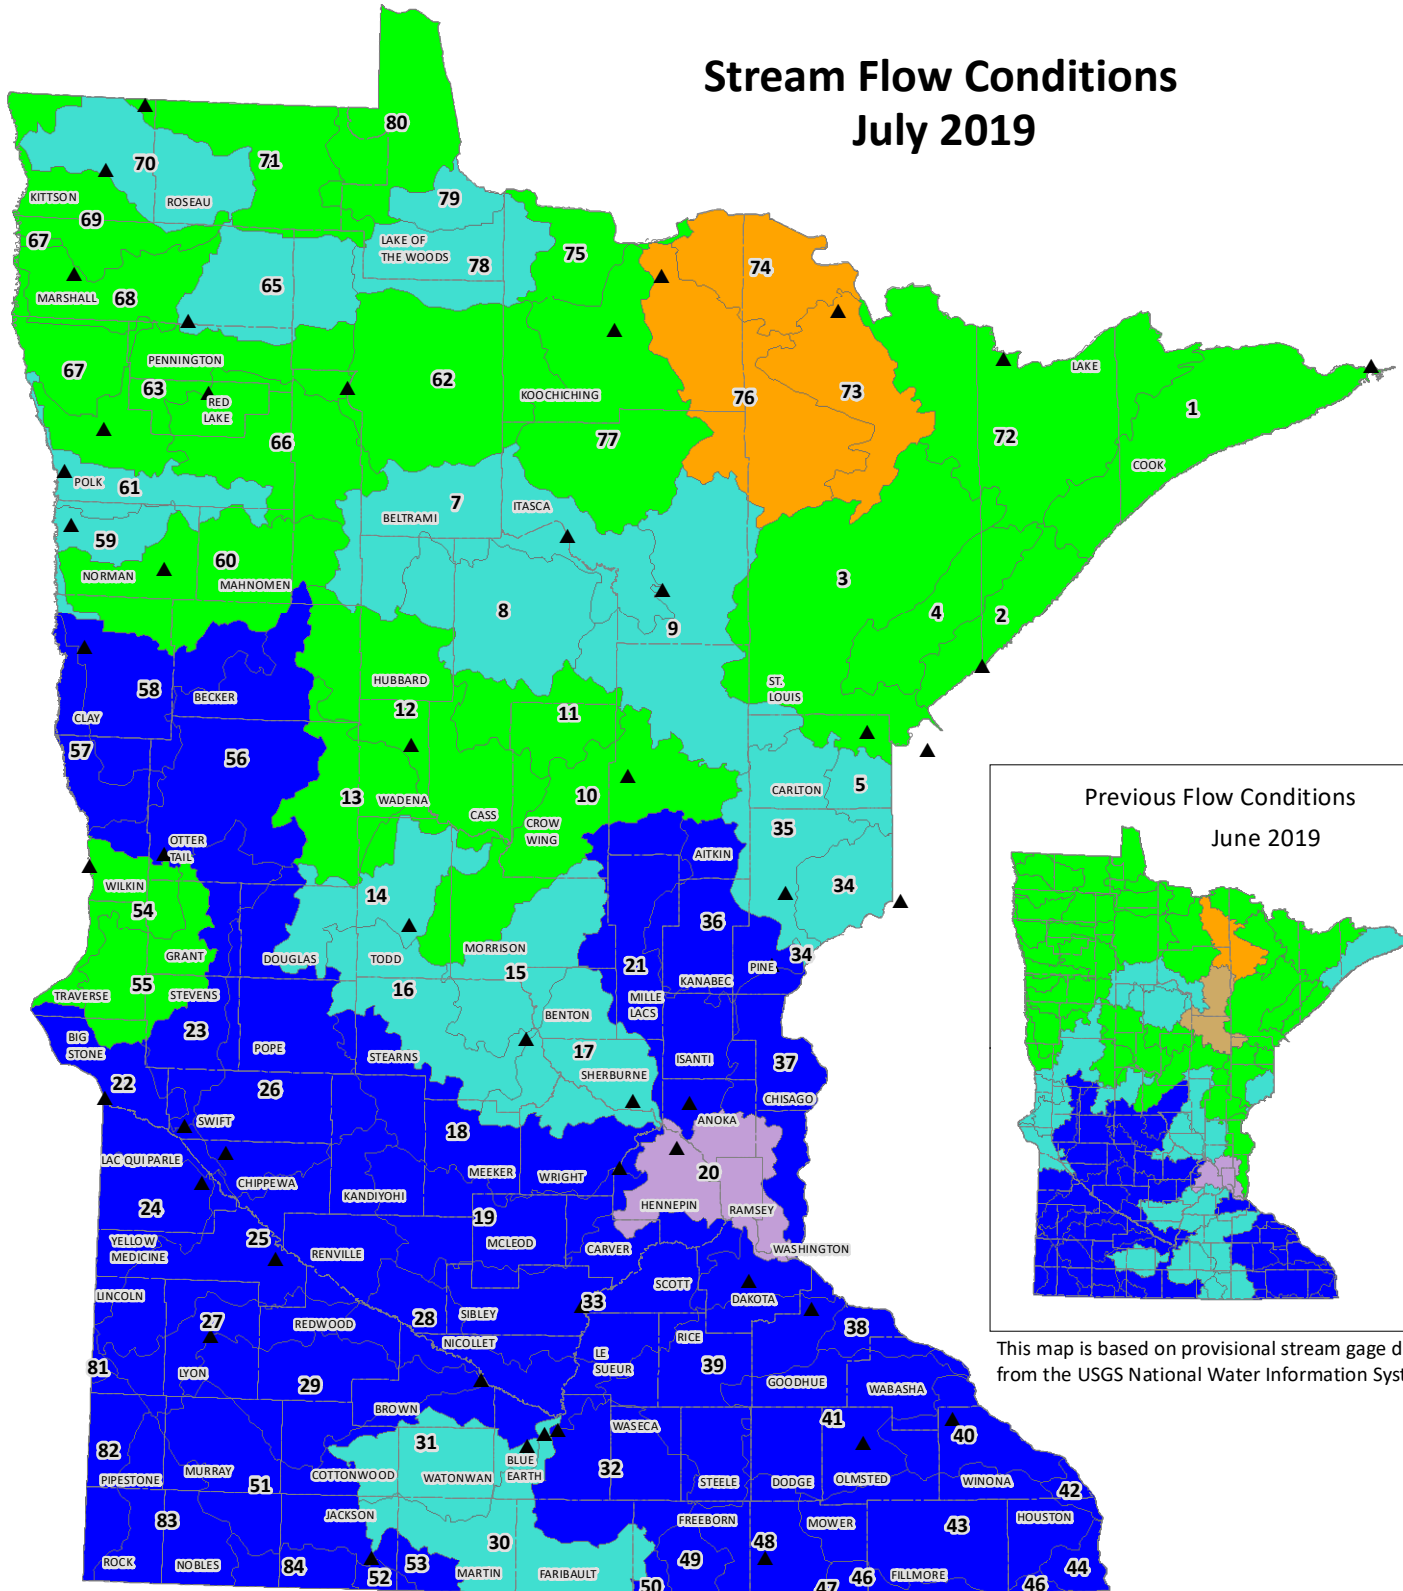 Stream Flow Conditions
July 2019
80
70
71
79
KITTSON
ROSEAU
69
67
LAKE OF
THE WOODS
78
75
74
65
MARSHALL
68
PENNINGTON
67
63
RED
LAKE
62
KOOCHICHING
76
73
LAKE
1
66
77
72
COOK
POLK
61
7
BELTRAMI
ITASCA
59
60
NORMAN
MAHNOMEN
3
8
9
4
2
58
BECKER
HUBBARD
ST.
LOUIS
CLAY
12
11
57
56
13
WADENA
10
CARLTON
5
CASS
CROW
WING
35
OTTER
TAIL
AITKIN
WILKIN
14
34
54
36
GRANT
DOUGLAS
TODD
MORRISON
15
21
PINE
34
55
TRAVERSE
STEVENS
16
KANABEC
MILLE
LACS
BENTON
23
BIG
STONE
POPE
STEARNS
17
ISANTI
37
SHERBURNE
22
26
CHISAGO
SWIFT
18
ANOKA
LAC QUI PARLE
MEEKER
WRIGHT
20
CHIPPEWA
KANDIYOHI
24
HENNEPIN
RAMSEY
19
YELLOW
MEDICINE
25
RENVILLE
MCLEOD
CARVER
WASHINGTON
LINCOLN
SCOTT
DAKOTA
33
27
REDWOOD
28
SIBLEY
NICOLLET
RICE
38
LE
SUEUR
39
81
LYON
29
GOODHUE
WABASHA
BROWN
41
WASECA
40
31
82
PIPESTONE
MURRAY
COTTONWOOD
WATONWAN
BLUE
EARTH
32
STEELE
DODGE
OLMSTED
WINONA
42
51
JACKSON
FREEBORN
MOWER
HOUSTON
83
43
30
48
ROCK
NOBLES
84
52
53
MARTIN
FARIBAULT
50
49
47
46
FILLMORE
46
44
Previous Flow Conditions
June 2019
This map is based on provisional stream gage d
from the USGS National Water Information Syst